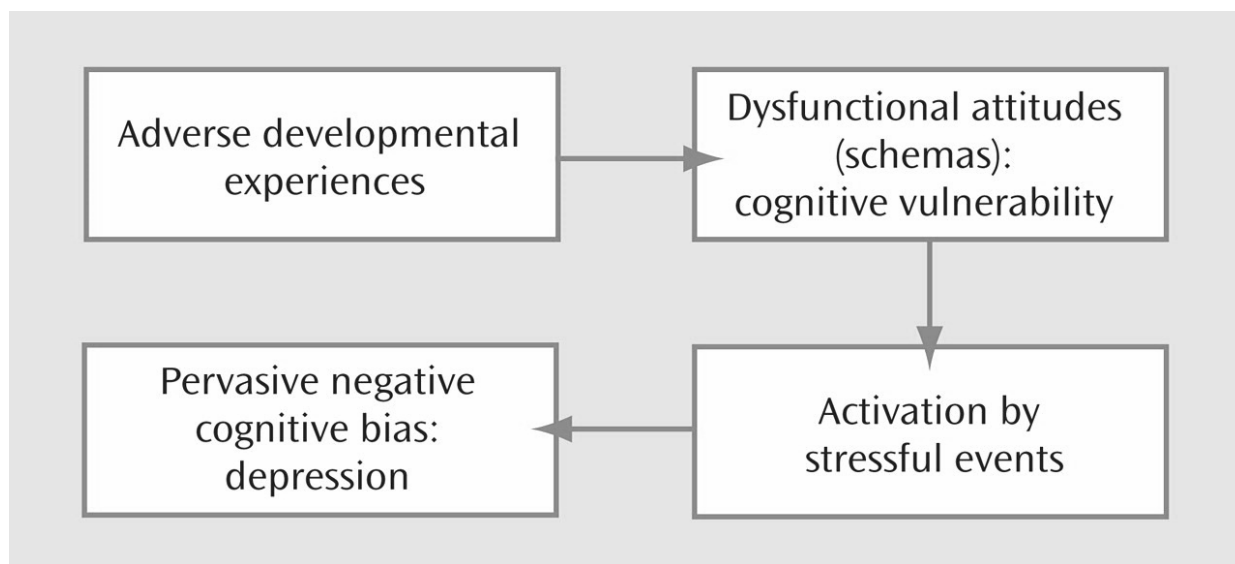 Adverse developmental
experiences
Dysfunctional attitudes
(schemas):
cognitive vulnerability
Activation by
stressful events
Pervasive negative
cognitive bias:
depression